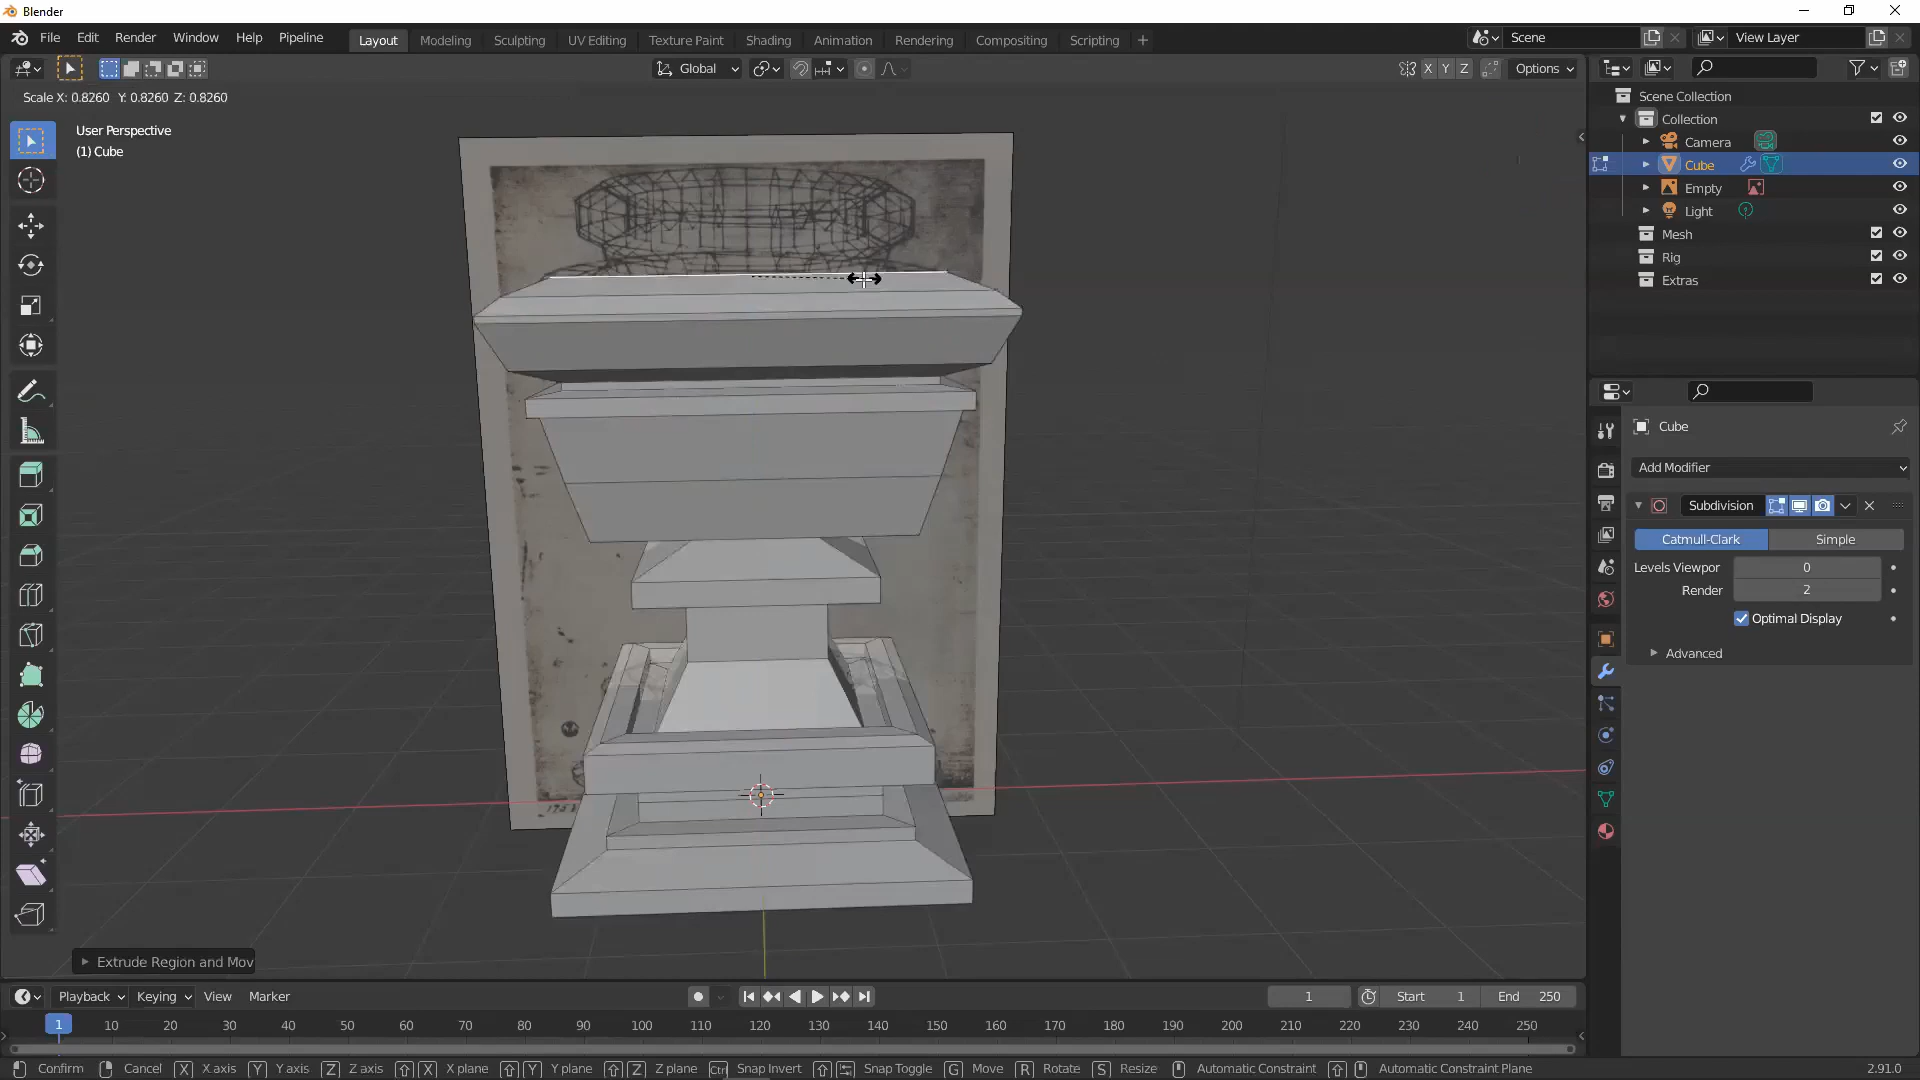 Blender
File Edit Render Window Help Pipeline
Layout Modeling Sculpting UV Editing Texture Paint Shading Animation Rendering Compositing Scripting +
Scene
View Layer
Global
X Y Z
Options
Scale X: 0.8260 Y: 0.8260 Z: 0.8260
User Perspective
(1) Cube
Scene Collection
Collection
Camera
Cube
Empty
Light
Mesh
Rig
Extras
Cube
Add Modifier
Subdivision
Catmull-Clark Simple
Levels Viewpor 0
Render 2
Optimal Display
Advanced
Extrude Region and Mov
Playback Keying View Marker
1
Start 1
End 250
1 10 20 30 40 50 60 70 80 90 100 110 120 130 140 150 160 170 180 190 200 210 220 230 240 250
Confirm Cancel X X axis Y Y axis Z Z axis X X plane Y Y plane Z Z plane Ctrl Snap Invert Snap Toggle G Move R Rotate S Resize Automatic Constraint Automatic Constraint Plane
2.91.0